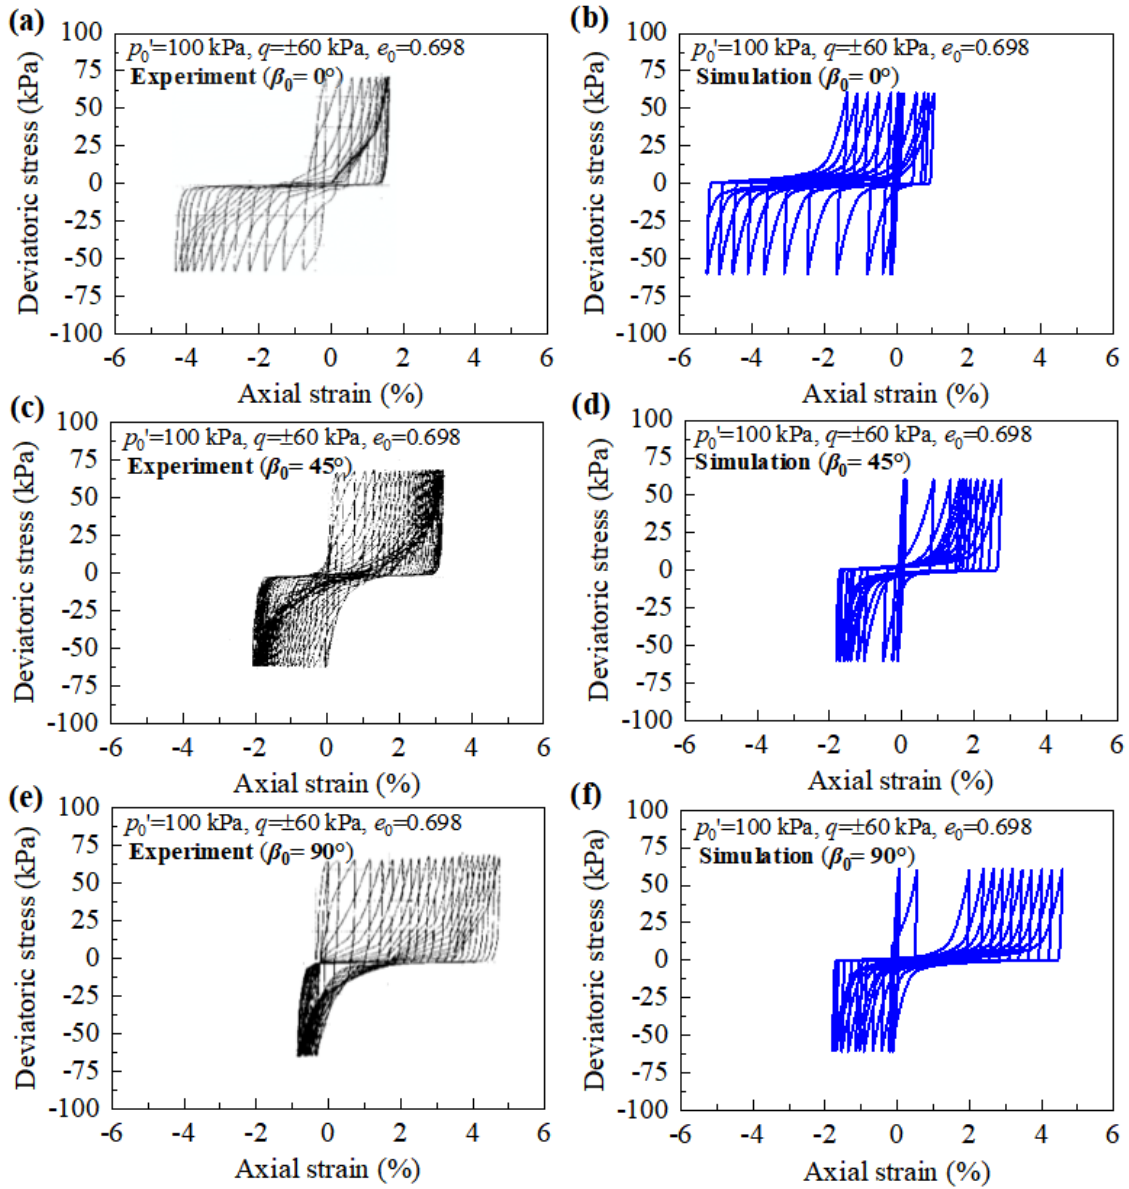 (a)
p₀'=100 kPa, q=±60 kPa, e₀=0.698
Experiment (β₀= 0°)
Deviatoric stress (kPa)
100
75
50
25
0
-25
-50
-75
-100
-6 -4 -2 0 2 4 6
Axial strain (%)
(b)
p₀'=100 kPa, q=±60 kPa, e₀=0.698
Simulation (β₀= 0°)
Deviatoric stress (kPa)
100
75
50
25
0
-25
-50
-75
-100
-6 -4 -2 0 2 4 6
Axial strain (%)
(c)
p₀'=100 kPa, q=±60 kPa, e₀=0.698
Experiment (β₀= 45°)
Deviatoric stress (kPa)
100
75
50
25
0
-25
-50
-75
-100
-6 -4 -2 0 2 4 6
Axial strain (%)
(d)
p₀'=100 kPa, q=±60 kPa, e₀=0.698
Simulation (β₀= 45°)
Deviatoric stress (kPa)
100
75
50
25
0
-25
-50
-75
-100
-6 -4 -2 0 2 4 6
Axial strain (%)
(e)
p₀'=100 kPa, q=±60 kPa, e₀=0.698
Experiment (β₀= 90°)
Deviatoric stress (kPa)
100
75
50
25
0
-25
-50
-75
-100
-6 -4 -2 0 2 4 6
Axial strain (%)
(f)
p₀'=100 kPa, q=±60 kPa, e₀=0.698
Simulation (β₀= 90°)
Deviatoric stress (kPa)
100
75
50
25
0
-25
-50
-75
-100
-6 -4 -2 0 2 4 6
Axial strain (%)